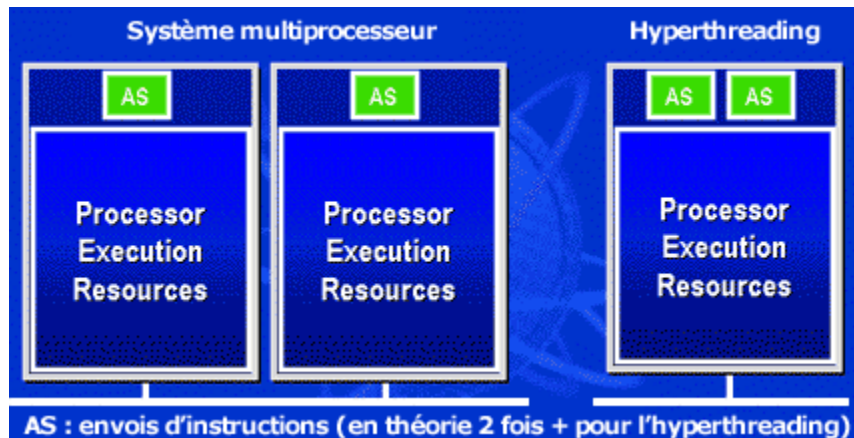 Système multiprocesseur
Hyperthreading
AS
AS
AS
AS
Processor
Execution
Resources
Processor
Execution
Resources
Processor
Execution
Resources
AS : envois d'instructions (en théorie 2 fois + pour l'hyperthreading)